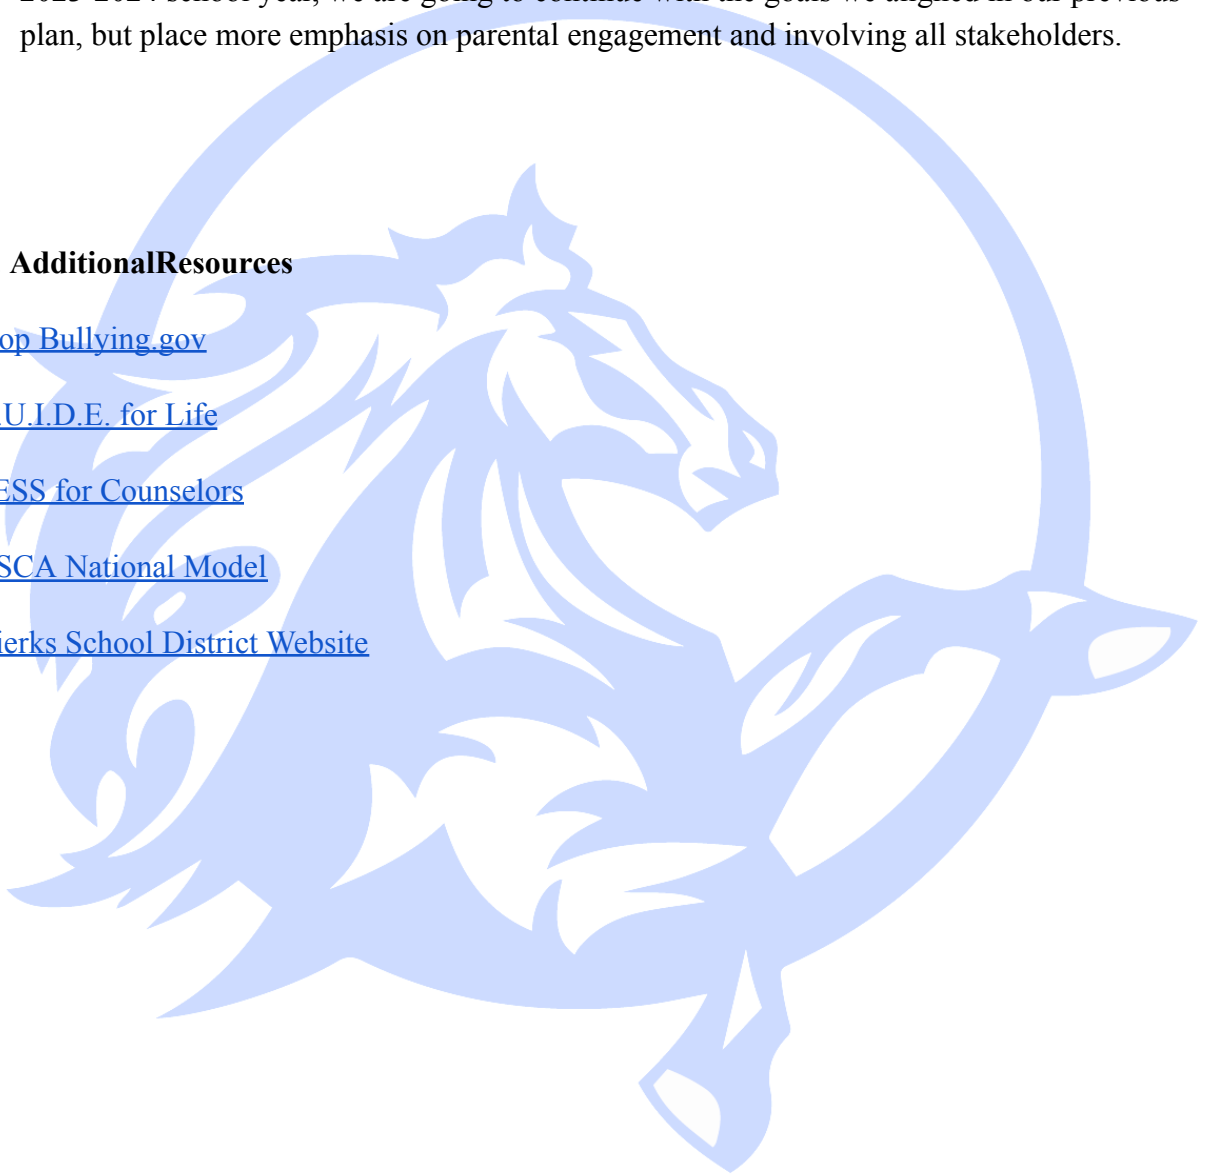 2023-2024 school year, we are going to continue with the goals we aligned in our previous
plan, but place more emphasis on parental engagement and involving all stakeholders.
AdditionalResources
op Bullying.gov
.U.I.D.E. for Life
ESS for Counselors
SCA National Model
ierks School District Website